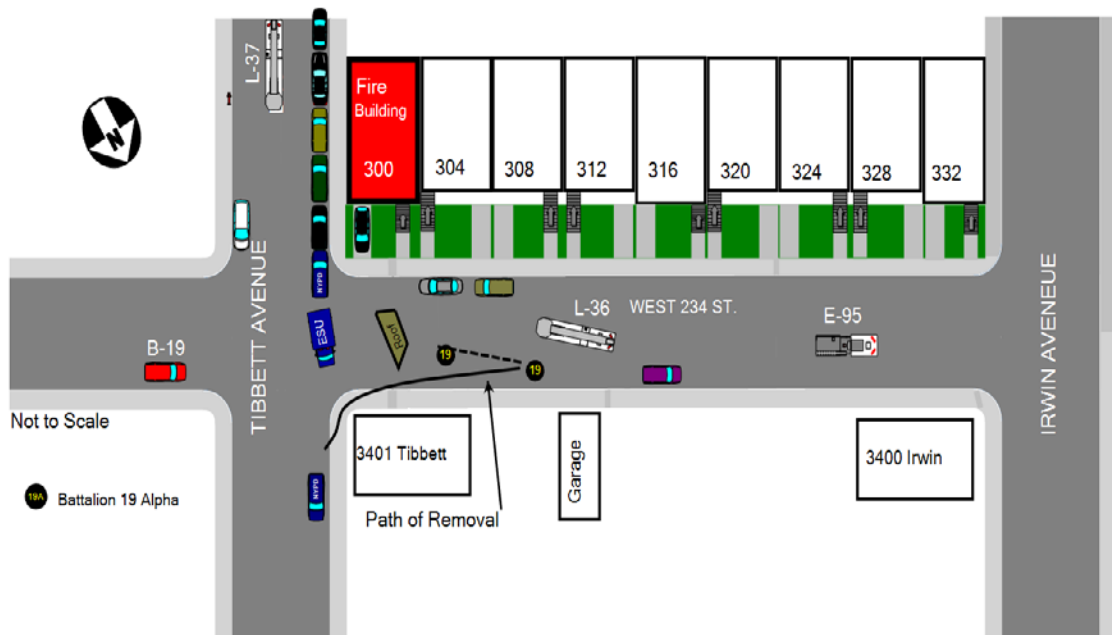 L-37
Fire
Building
300
304
308
312
316
320
324
328
332
N
TIBBETT AVENUE
NYPD
ESU
Roof
L-36
WEST 234 ST.
E-95
B-19
19
19
IRWIN AVENEUE
Not to Scale
3401 Tibbett
Garage
3400 Irwin
19A
Battalion 19 Alpha
NYPD
Path of Removal